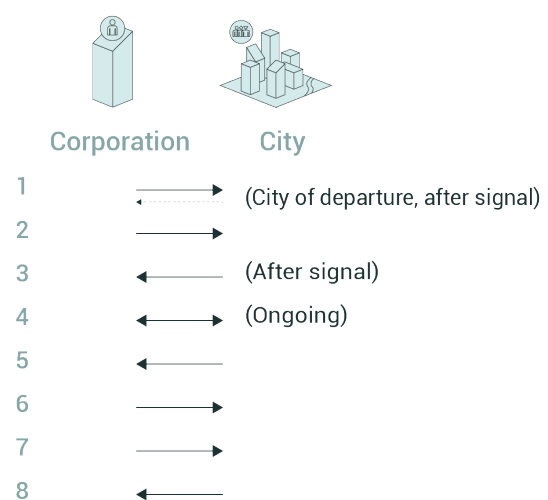 Corporation City
1 (City of departure, after signal)
2
3 (After signal)
4 (Ongoing)
5
6
7
8